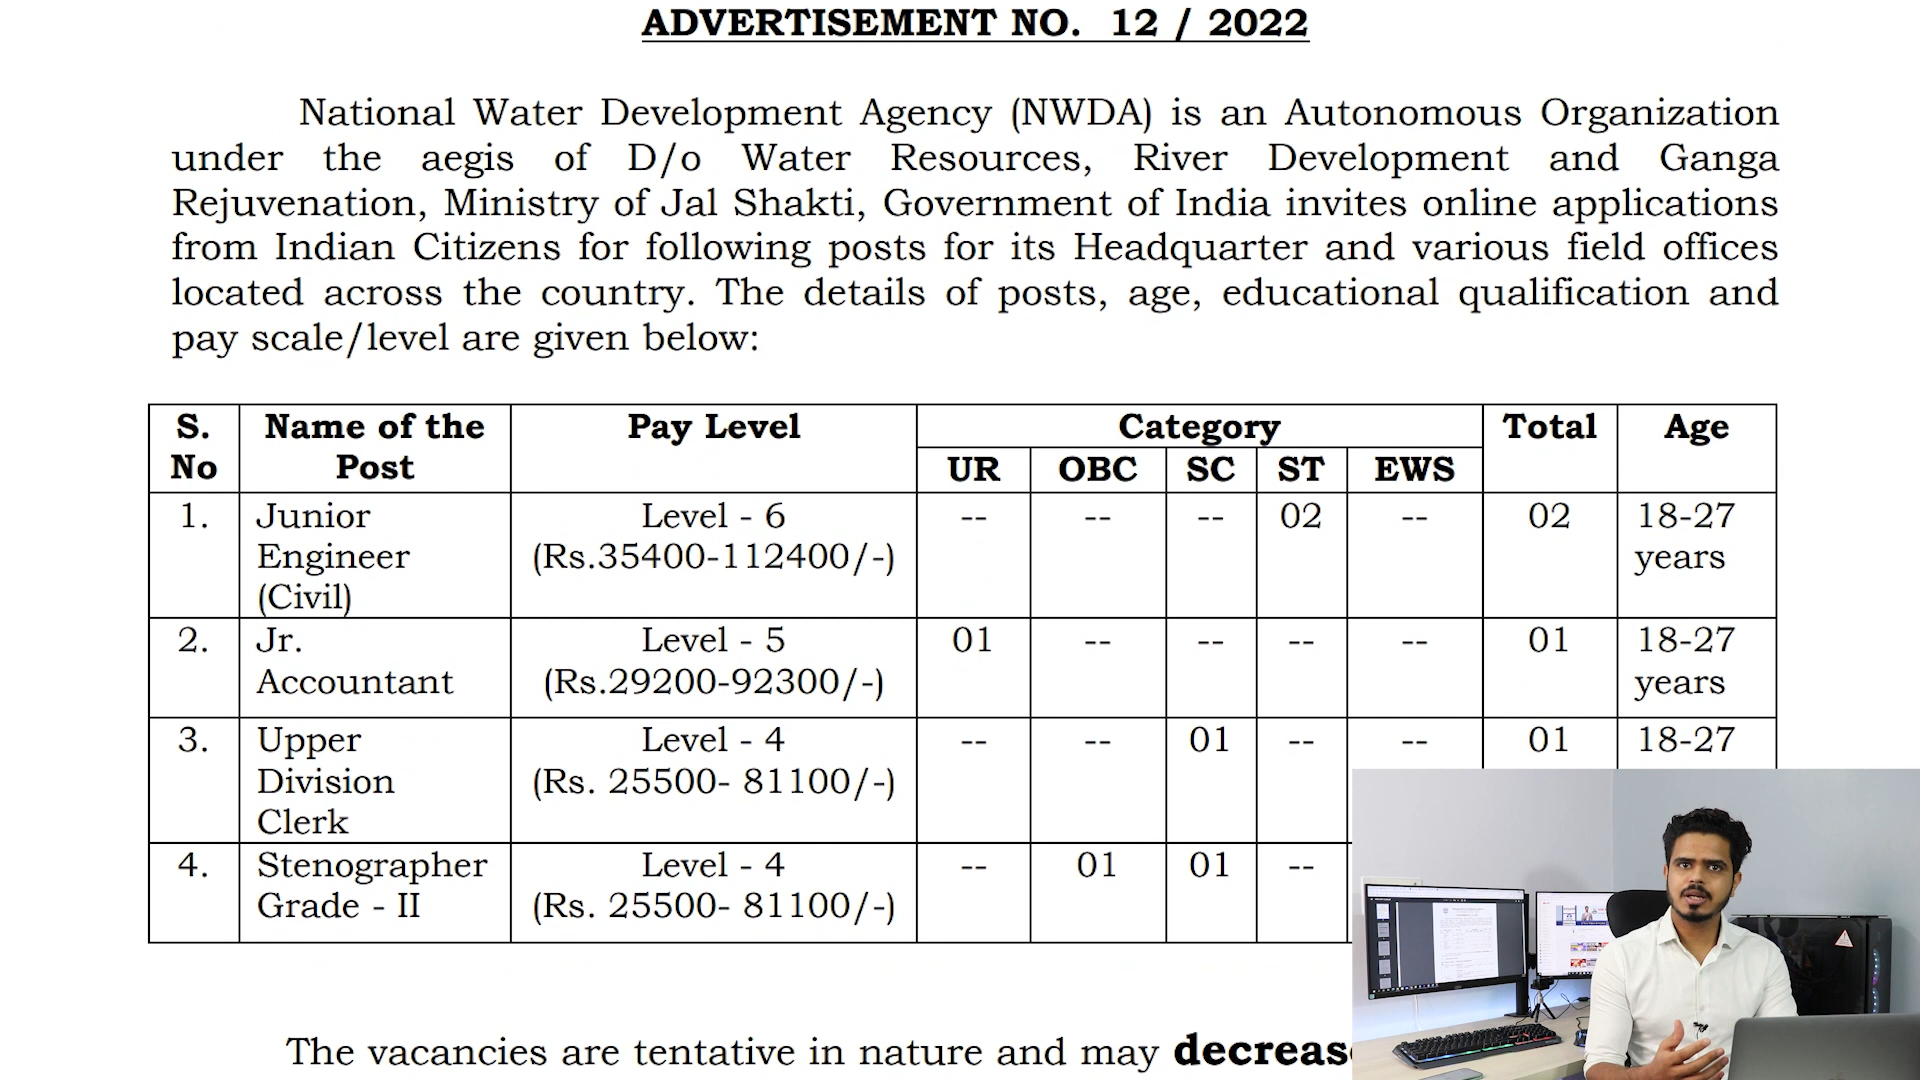 ADVERTISEMENT NO. 12 / 2022
National Water Development Agency (NWDA) is an Autonomous Organization
under the aegis of D/o Water Resources, River Development and Ganga
Rejuvenation, Ministry of Jal Shakti, Government of India invites online applications
from Indian Citizens for following posts for its Headquarter and various field offices
located across the country. The details of posts, age, educational qualification and
pay scale/level are given below:
S. No Name of the Post Pay Level Category Total Age
UR OBC SC ST EWS
1. Junior Engineer (Civil) Level - 6 (Rs.35400-112400/-) -- -- -- 02 -- 02 18-27 years
2. Jr. Accountant Level - 5 (Rs.29200-92300/-) 01 -- -- -- -- 01 18-27 years
3. Upper Division Clerk Level - 4 (Rs. 25500- 81100/-) -- -- 01 -- -- 01 18-27
4. Stenographer Grade - II Level - 4 (Rs. 25500- 81100/-) -- 01 01 --
The vacancies are tentative in nature and may